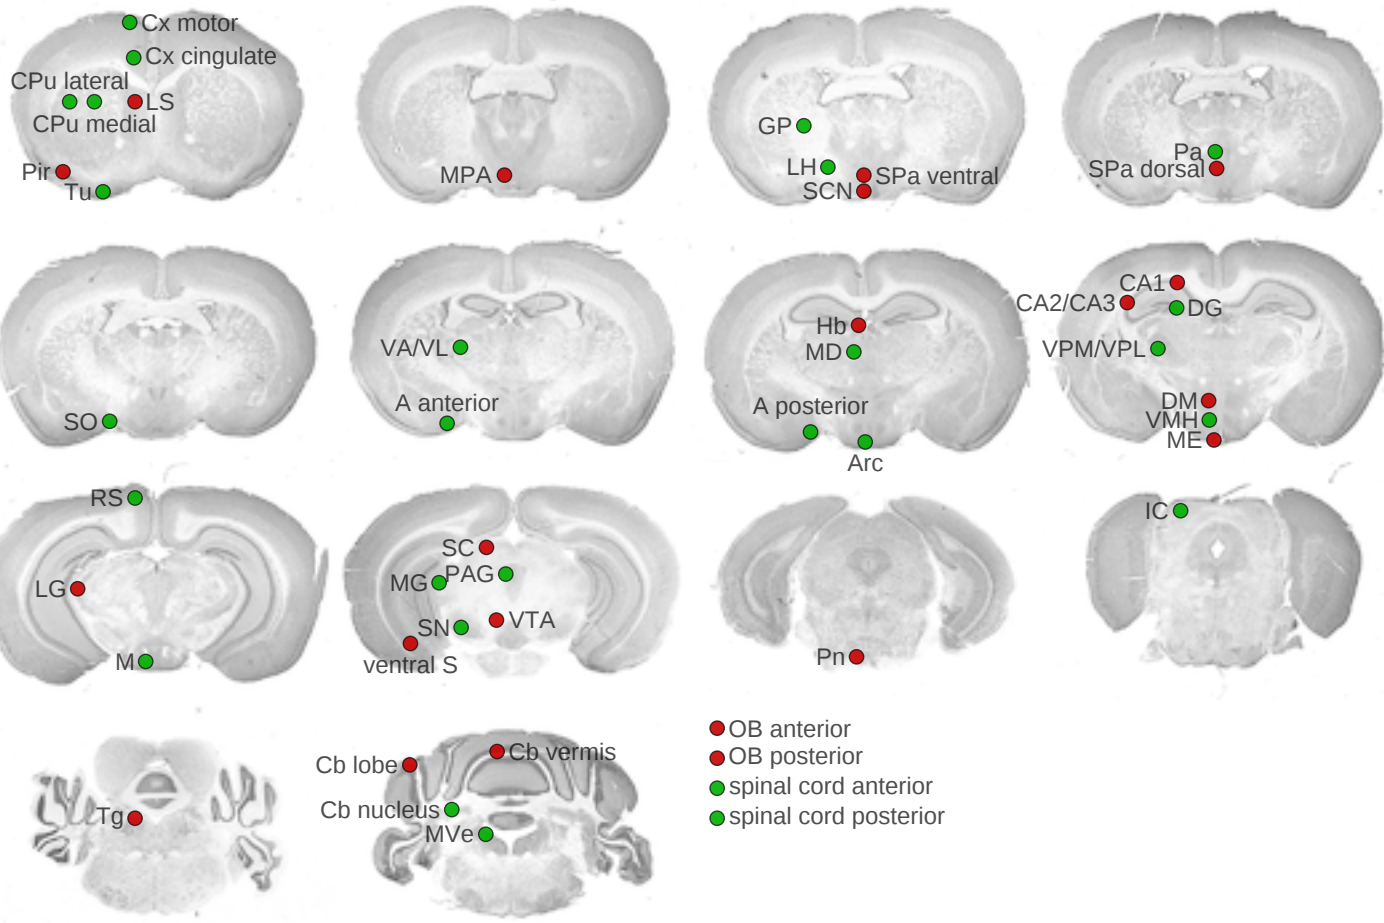 Cx motor
Cx cingulate
CPu lateral
LS
CPu medial
Pir
Tu
MPA
GP
LH
SPa ventral
SCN
Pa
SPa dorsal
SO
VA/VL
A anterior
Hb
MD
A posterior
Arc
CA1
CA2/CA3
DG
VPM/VPL
DM
VMH
ME
RS
LG
M
SC
PAG
MG
VTA
SN
ventral S
Pn
IC
Tg
Cb vermis
Cb lobe
Cb nucleus
MVe
OB anterior
OB posterior
spinal cord anterior
spinal cord posterior